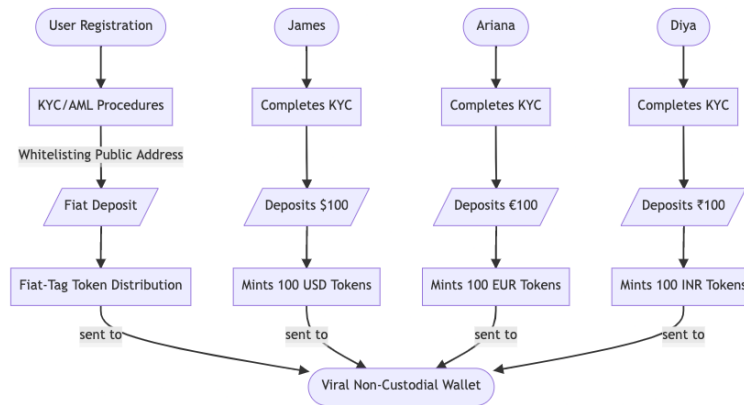 User Registration
James
Ariana
Diya
KYC/AML Procedures
Completes KYC
Completes KYC
Completes KYC
Whitelisting Public Address
Fiat Deposit
Deposits $100
Deposits €100
Deposits ₹100
Fiat-Tag Token Distribution
Mints 100 USD Tokens
Mints 100 EUR Tokens
Mints 100 INR Tokens
sent to
sent to
sent to
sent to
Viral Non-Custodial Wallet